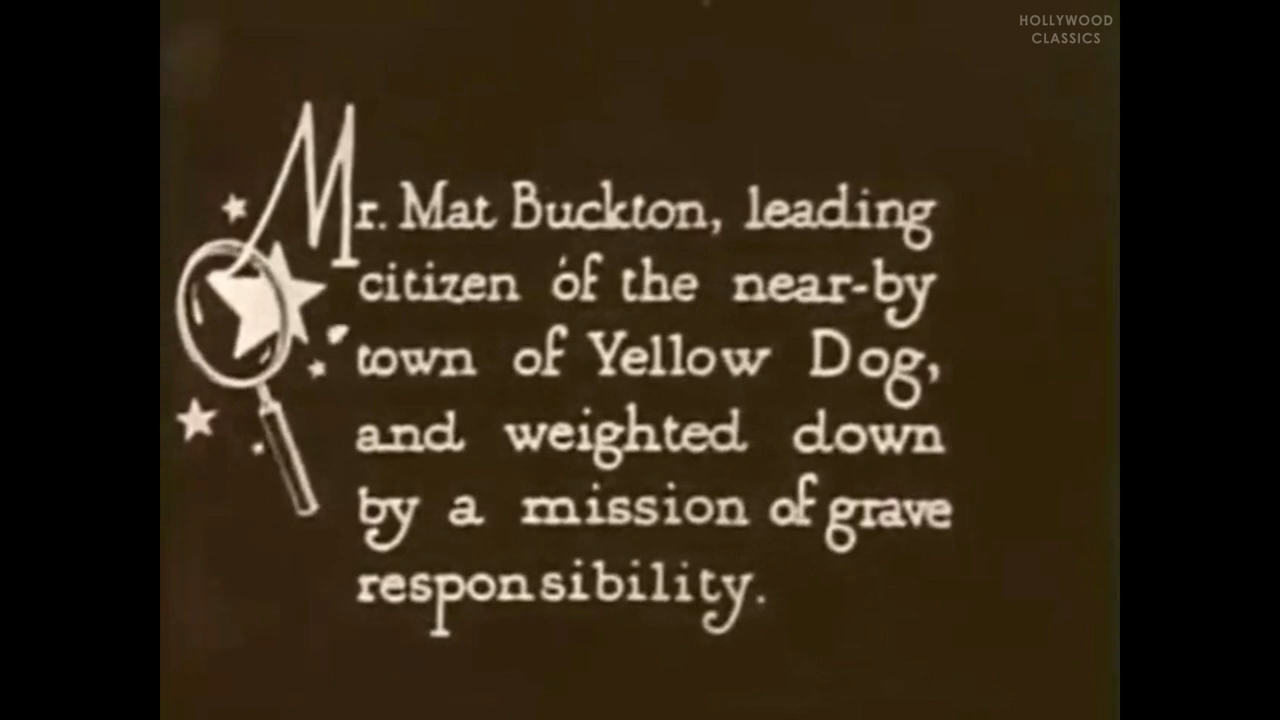 HOLLYWOOD
CLASSICS
Mr. Mat Buckton, leading
citizen of the near-by
town of Yellow Dog,
and weighted down
by a mission of grave
responsibility.